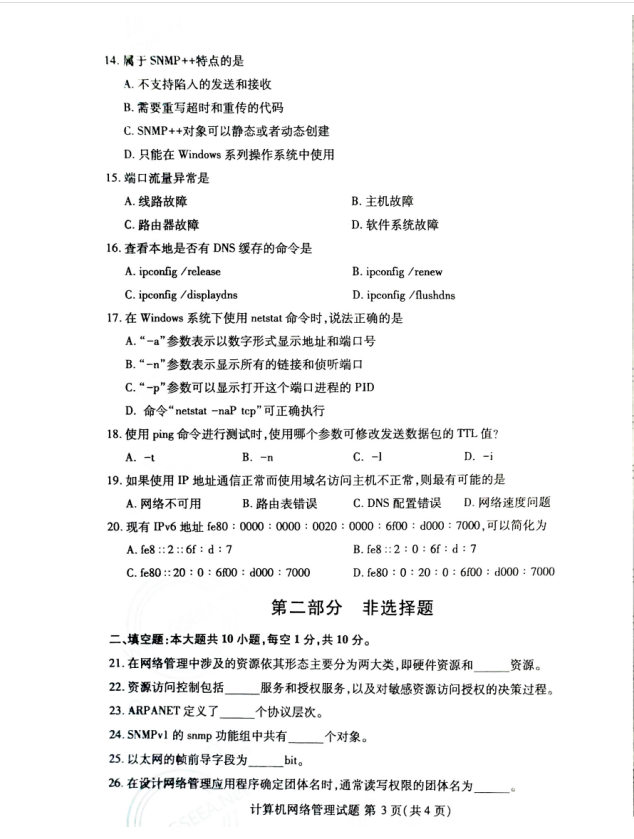 14. 属于 SNMP++特点的是
A. 不支持陷入的发送和接收
B. 需要重写超时和重传的代码
C. SNMP++对象可以静态或者动态创建
D. 只能在 Windows 系列操作系统中使用
15. 端口流量异常是
A. 线路故障 B. 主机故障
C. 路由器故障 D. 软件系统故障
16. 查看本地是否有 DNS 缓存的命令是
A. ipconfig /release B. ipconfig /renew
C. ipconfig /displaydns D. ipconfig /flushdns
17. 在 Windows 系统下使用 netstat 命令时,说法正确的是
A. “-a”参数表示以数字形式显示地址和端口号
B. “-n”参数表示显示所有的链接和侦听端口
C. “-p”参数可以显示打开这个端口进程的 PID
D. 命令“netstat -naP tcp”可正确执行
18. 使用 ping 命令进行测试时,使用哪个参数可修改发送数据包的 TTL 值?
A. -t B. -n C. -l D. -i
19. 如果使用 IP 地址通信正常而使用域名访问主机不正常,则最有可能的是
A. 网络不可用 B. 路由表错误 C. DNS 配置错误 D. 网络速度问题
20. 现有 IPv6 地址 fe80:0000:0000:0020:0000:6f00:d000:7000,可以简化为
A. fe8::2::6f:d:7 B. fe8::2:0:6f:d:7
C. fe80::20:0:6f00:d000:7000 D. fe80:0:20:0:6f00:d000:7000
第二部分 非选择题
二、填空题:本大题共 10 小题,每空 1 分,共 10 分。
21. 在网络管理中涉及的资源依其形态主要分为两大类,即硬件资源和____资源。
22. 资源访问控制包括____服务和授权服务,以及对敏感资源访问授权的决策过程。
23. ARPANET 定义了____个协议层次。
24. SNMPv1 的 snmp 功能组中共有____个对象。
25. 以太网的帧前导字段为____bit。
26. 在设计网络管理应用程序确定团体名时,通常读写权限的团体名为____。
计算机网络管理试题 第 3 页(共 4 页)